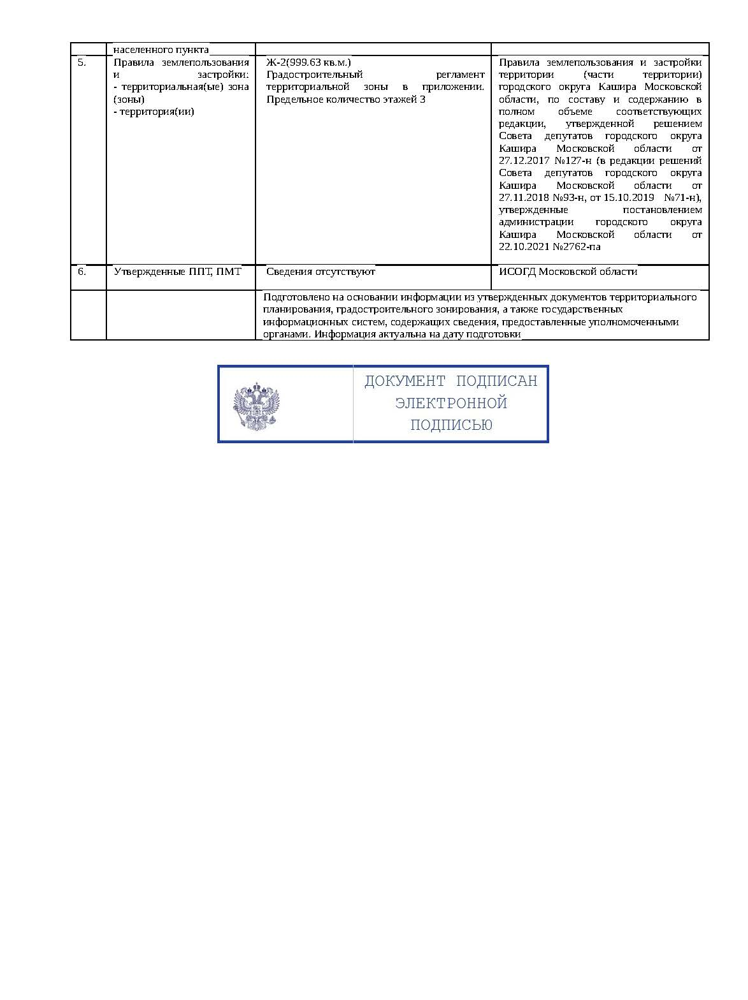 населенного пункта
5.
Правила землепользования
и застройки:
- территориальная(ые) зона
(зоны)
- территория(ии)
Ж-2(999.63 кв.м.)
Градостроительный регламент
территориальной зоны в приложении.
Предельное количество этажей 3
Правила землепользования и застройки
территории (части территории)
городского округа Кашира Московской
области, по составу и содержанию в
полном объеме соответствующих
редакции, утвержденной решением
Совета депутатов городского округа
Кашира Московской области от
27.12.2017 №127-н (в редакции решений
Совета депутатов городского округа
Кашира Московской области от
27.11.2018 №93-н, от 15.10.2019 №71-н),
утвержденные постановлением
администрации городского округа
Кашира Московской области от
22.10.2021 №2762-па
6.
Утвержденные ППТ, ПМТ
Сведения отсутствуют
ИСОГД Московской области
Подготовлено на основании информации из утвержденных документов территориального
планирования, градостроительного зонирования, а также государственных
информационных систем, содержащих сведения, предоставленные уполномоченными
органами. Информация актуальна на дату подготовки
ДОКУМЕНТ ПОДПИСАН
ЭЛЕКТРОННОЙ
ПОДПИСЬЮ